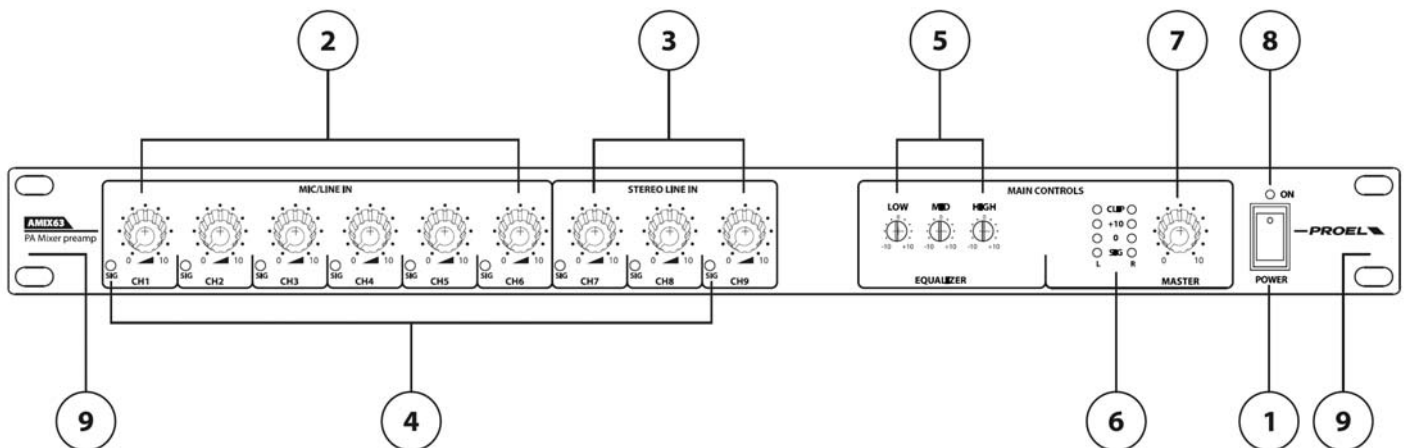 2 3 5 7 8
MIC/LINE IN STEREO LINE IN MAIN CONTROLS
ON
AMIX63
PA Mixer preamp
LOW MID HIGH
0 0 0
-10 +10 -10 +10 -10 +10
CLIP
+10
0
SIG
L R
PROEL
0 10 0 10 0 10 0 10 0 10 0 10 0 10 0 10 0 10 0 10
SIG SIG SIG SIG SIG SIG SIG SIG SIG
CH1 CH2 CH3 CH4 CH5 CH6 CH7 CH8 CH9
EQUALIZER MASTER POWER
9 4 6 1 9